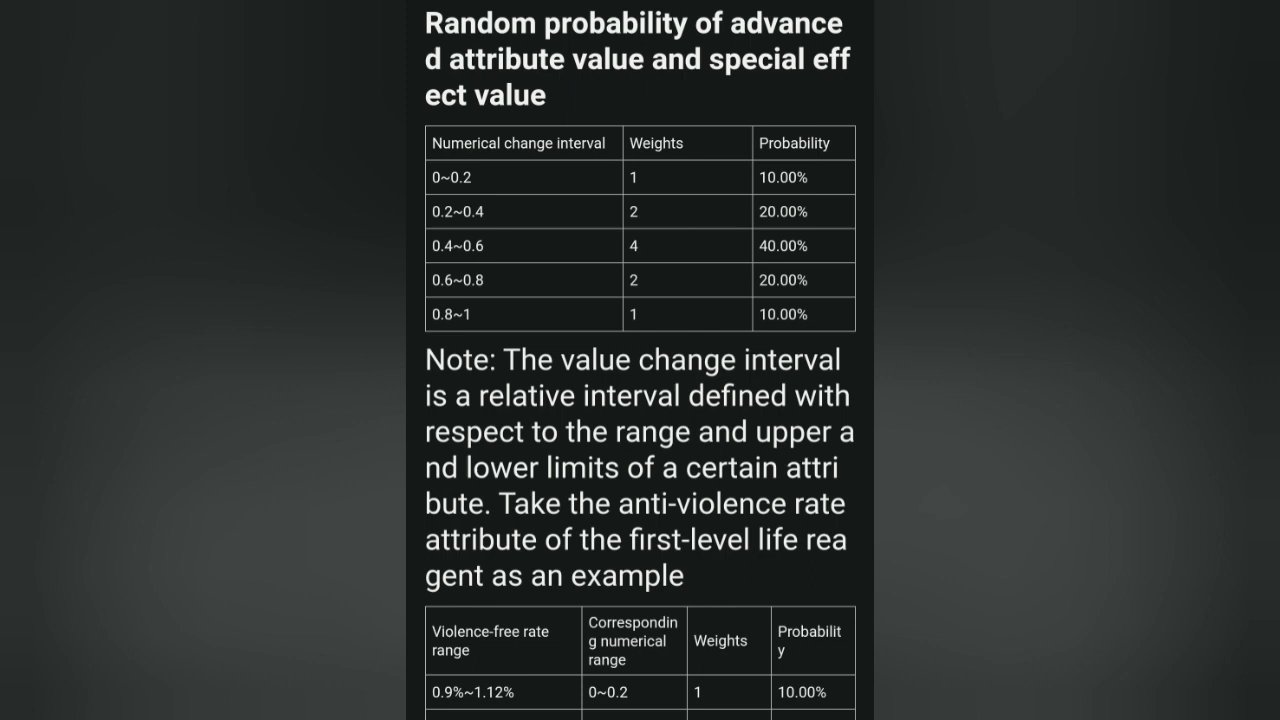 Random probability of advance
d attribute value and special eff
ect value
Numerical change interval Weights Probability
0~0.2 1 10.00%
0.2~0.4 2 20.00%
0.4~0.6 4 40.00%
0.6~0.8 2 20.00%
0.8~1 1 10.00%
Note: The value change interval
is a relative interval defined with
respect to the range and upper a
nd lower limits of a certain attri
bute. Take the anti-violence rate
attribute of the first-level life rea
gent as an example
Violence-free rate range Correspondin g numerical range Weights Probabilit y
0.9%~1.12% 0~0.2 1 10.00%